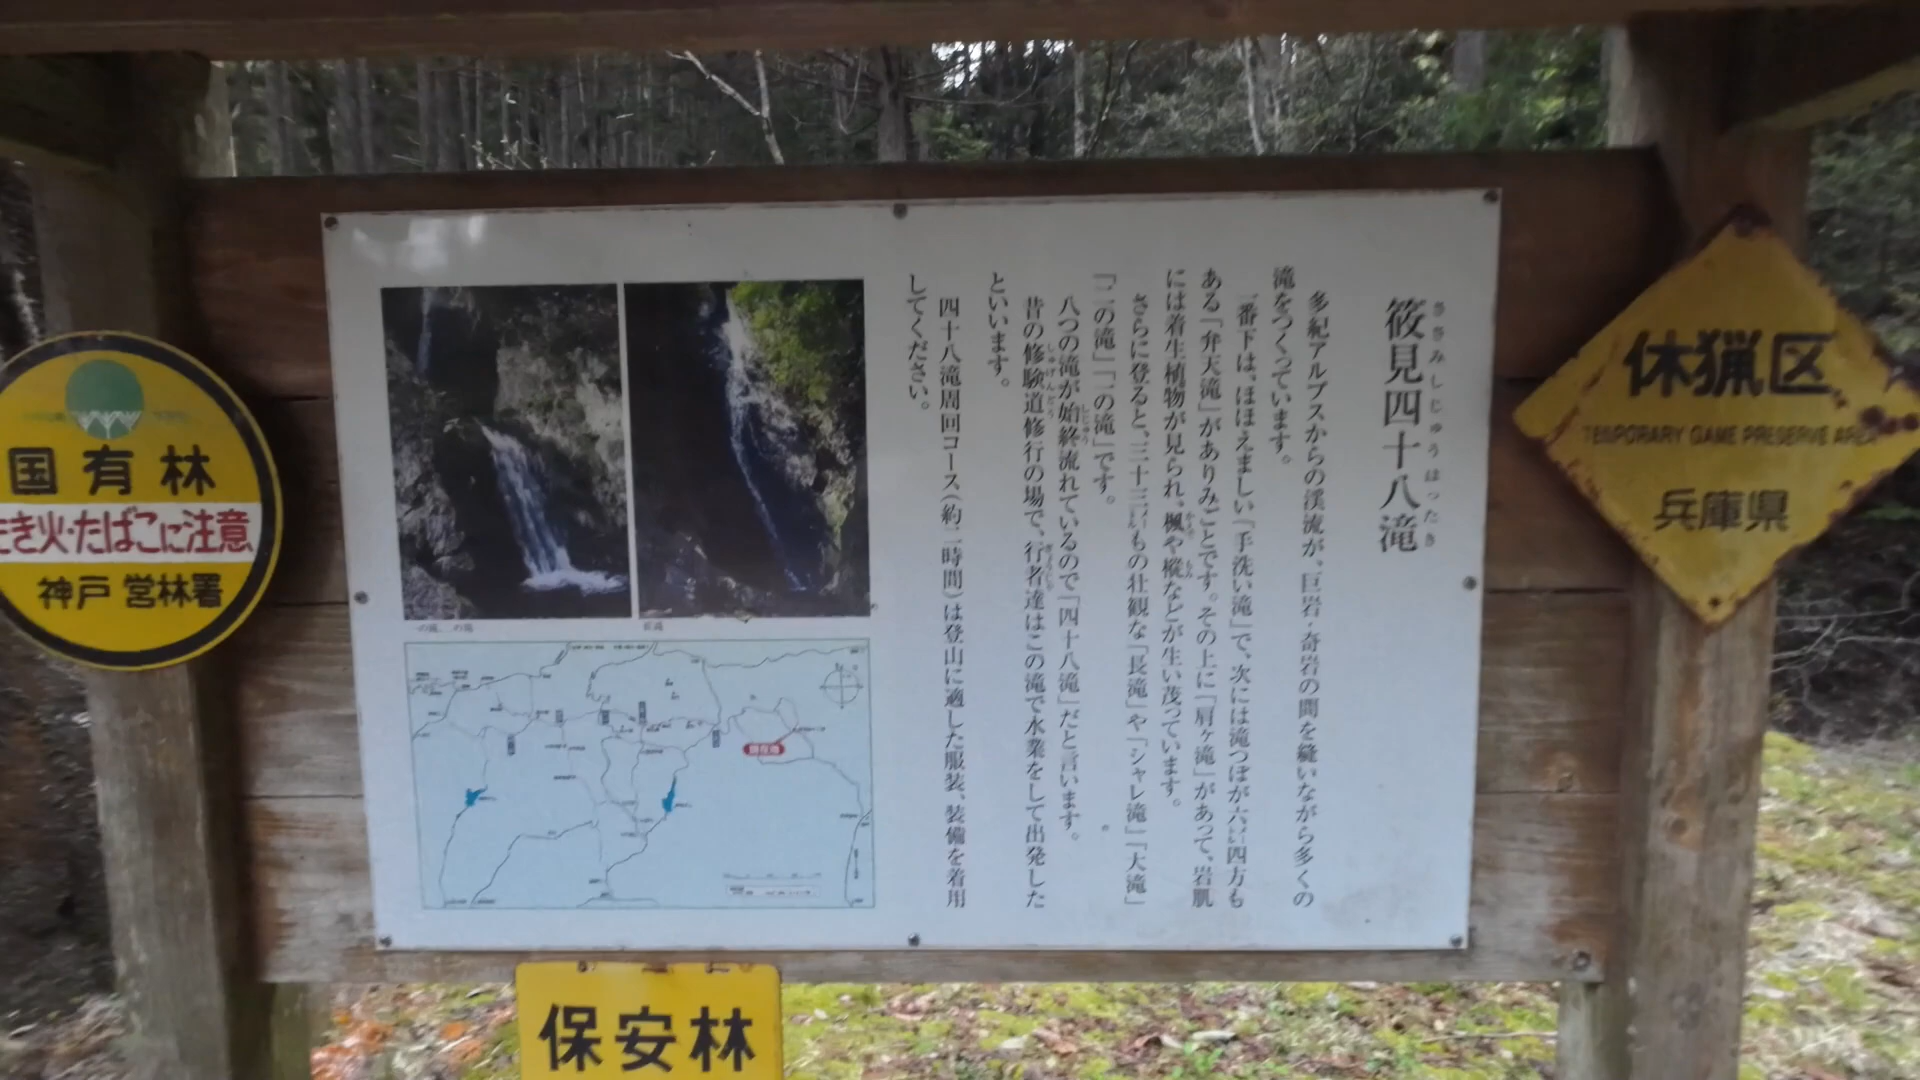 筱見四十八滝
ささみしじゅうはったき
多紀アルプスからの渓流が、巨岩・奇岩の間を縫いながら多くの
滝をつくっています。
一番下は、ほほえましい「手洗い滝」で、次には滝つぼが六㍍四方も
ある「弁天滝」がありみごとです。その上に「肩ヶ滝」があって、岩肌
には着生植物が見られ、楓や樅などが生い茂っています。
さらに登ると、三十三㍍もの壮観な「長滝」や「シャレ滝」「大滝」
「二の滝」「一の滝」です。
八つの滝が始終流れているので「四十八滝」だと言います。
昔の修験道修行の場で、行者達はこの滝で水業をして出発した
といいます。
四十八滝周回コース(約二時間)は登山に適した服装、装備を着用
してください。
国有林
たき火・たばこに注意
神戸営林署
休猟区
TEMPORARY GAME PRESERVE AREA
兵庫県
保安林